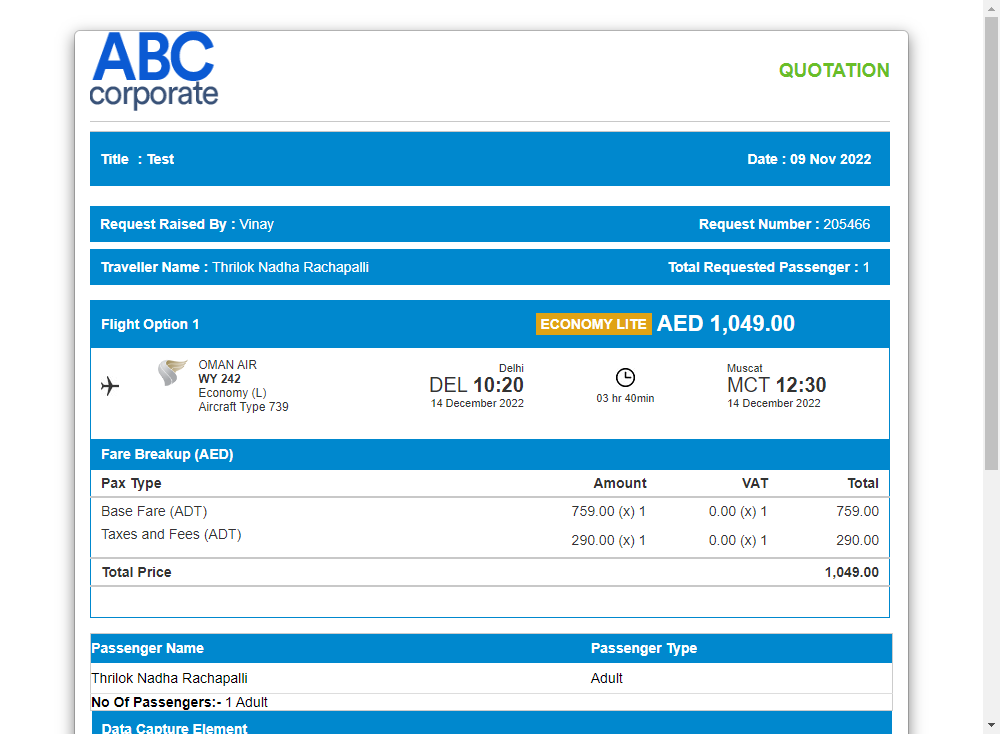 ABC
corporate
QUOTATION
Title : Test Date : 09 Nov 2022
Request Raised By : Vinay Request Number : 205466
Traveller Name : Thrilok Nadha Rachapalli Total Requested Passenger : 1
Flight Option 1 ECONOMY LITE AED 1,049.00
OMAN AIR
WY 242
Economy (L)
Aircraft Type 739
Delhi
DEL 10:20
14 December 2022
03 hr 40min
Muscat
MCT 12:30
14 December 2022
Fare Breakup (AED)
Pax Type Amount VAT Total
Base Fare (ADT) 759.00 (x) 1 0.00 (x) 1 759.00
Taxes and Fees (ADT) 290.00 (x) 1 0.00 (x) 1 290.00
Total Price 1,049.00
Passenger Name Passenger Type
Thrilok Nadha Rachapalli Adult
No Of Passengers:- 1 Adult
Data Capture Element